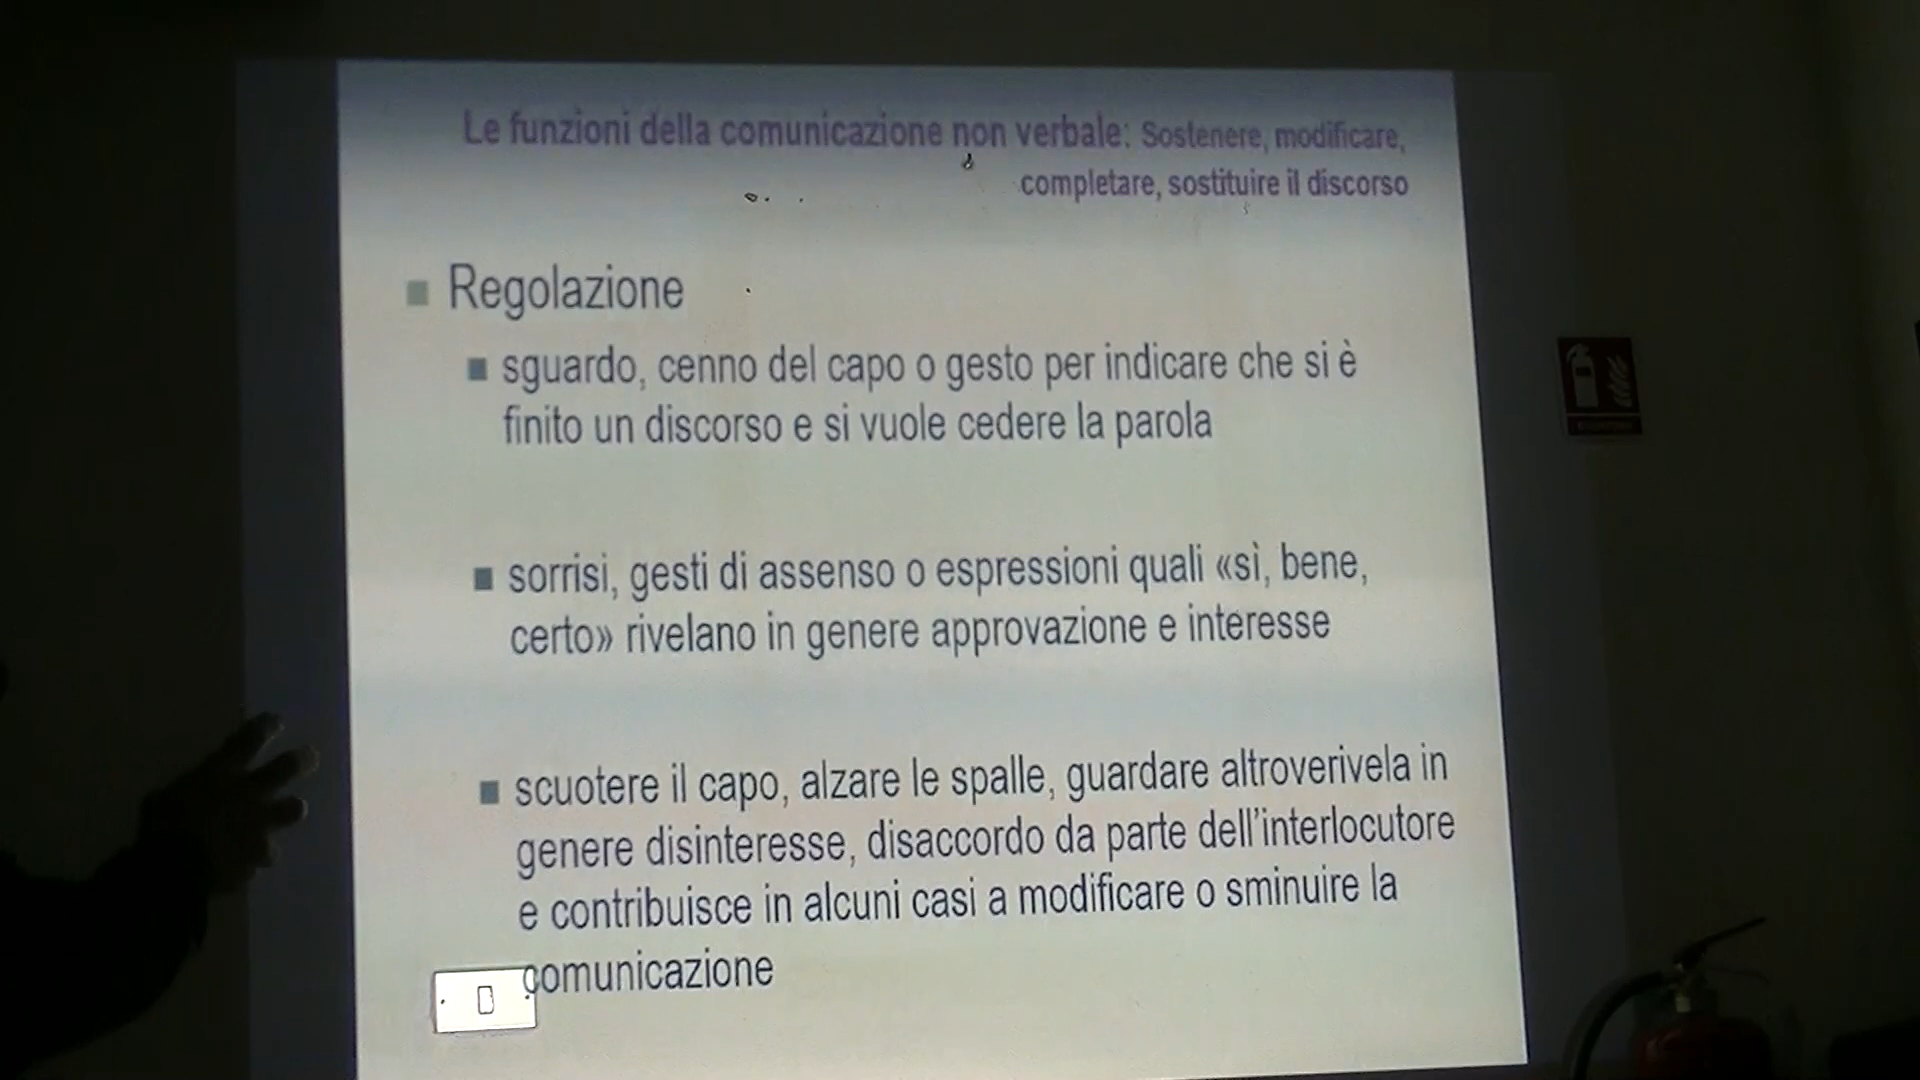 Le funzioni della comunicazione non verbale: Sostenere, modificare,
completare, sostituire il discorso
Regolazione
sguardo, cenno del capo o gesto per indicare che si è
finito un discorso e si vuole cedere la parola
sorrisi, gesti di assenso o espressioni quali «sì, bene,
certo» rivelano in genere approvazione e interesse
scuotere il capo, alzare le spalle, guardare altroverivela in
genere disinteresse, disaccordo da parte dell'interlocutore
e contribuisce in alcuni casi a modificare o sminuire la
comunicazione